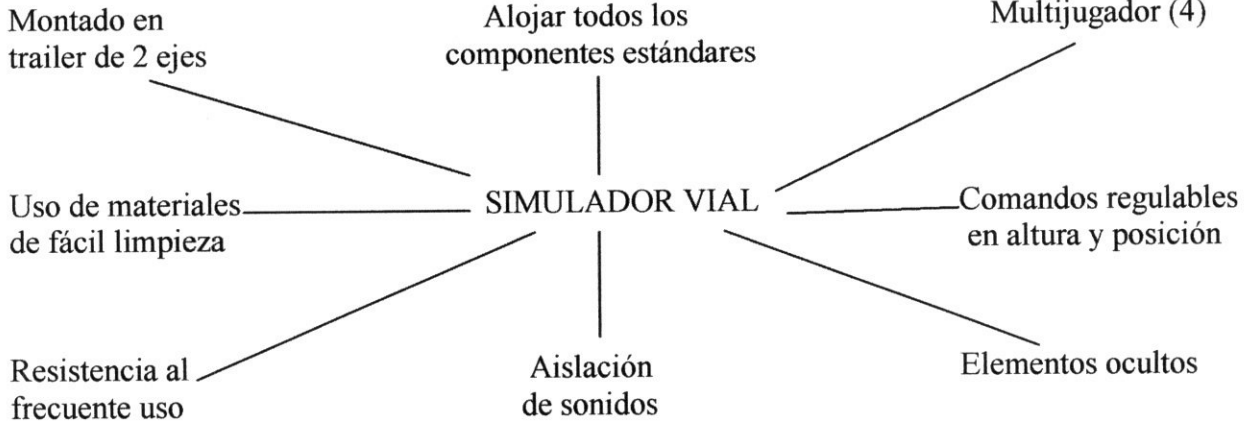 Montado en
trailer de 2 ejes
Alojar todos los
componentes estándares
Multijugador (4)
Uso de materiales
de fácil limpieza
SIMULADOR VIAL
Comandos regulables
en altura y posición
Resistencia al
frecuente uso
Aislación
de sonidos
Elementos ocultos